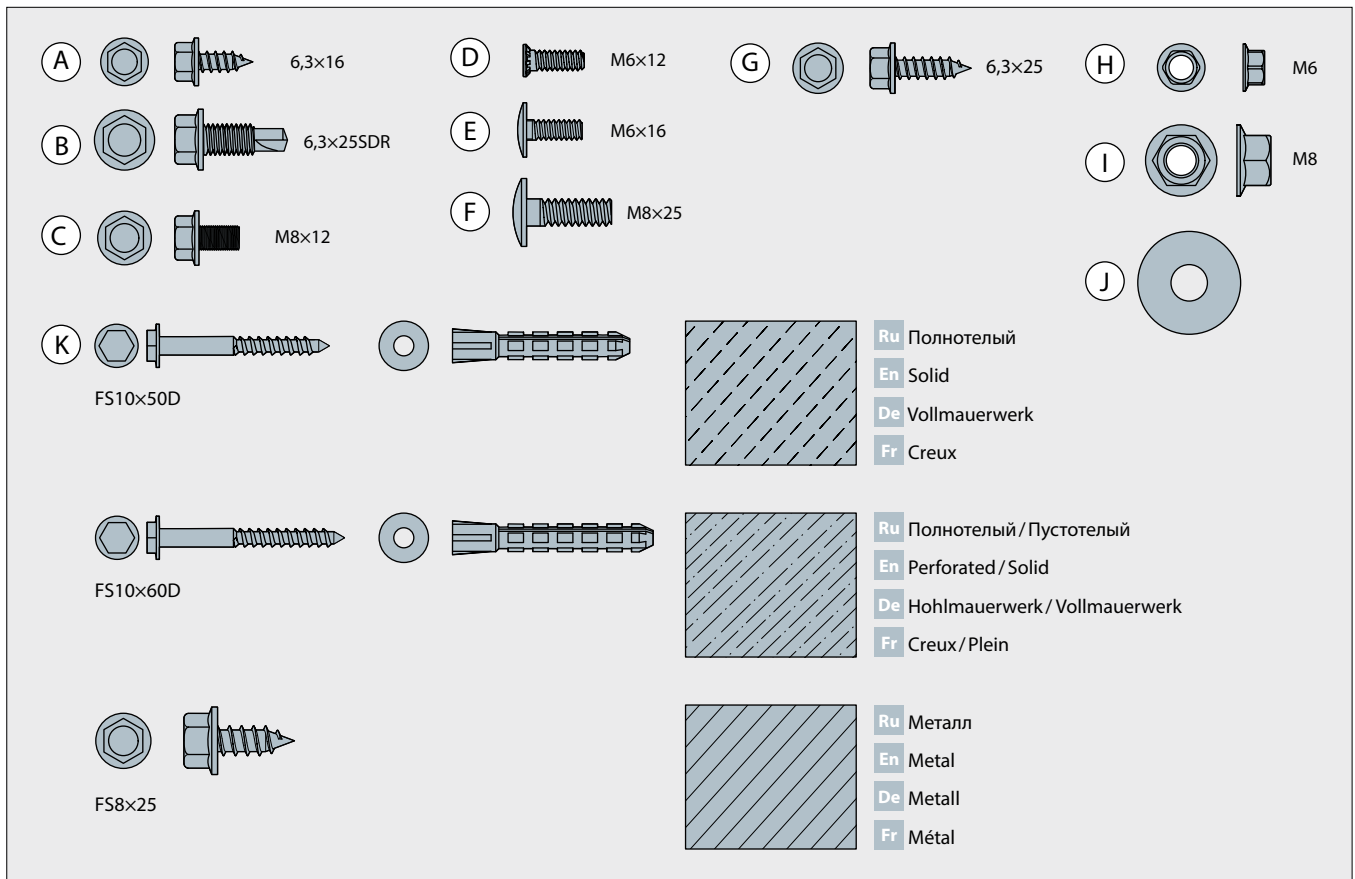 A 6,3×16
B 6,3×25SDR
C M8×12
D M6×12
E M6×16
F M8×25
G 6,3×25
H M6
I M8
J
K
FS10×50D
Ru Полнотелый
En Solid
De Vollmauerwerk
Fr Creux
FS10×60D
Ru Полнотелый / Пустотелый
En Perforated / Solid
De Hohlmauerwerk / Vollmauerwerk
Fr Creux / Plein
FS8×25
Ru Металл
En Metal
De Metall
Fr Métal